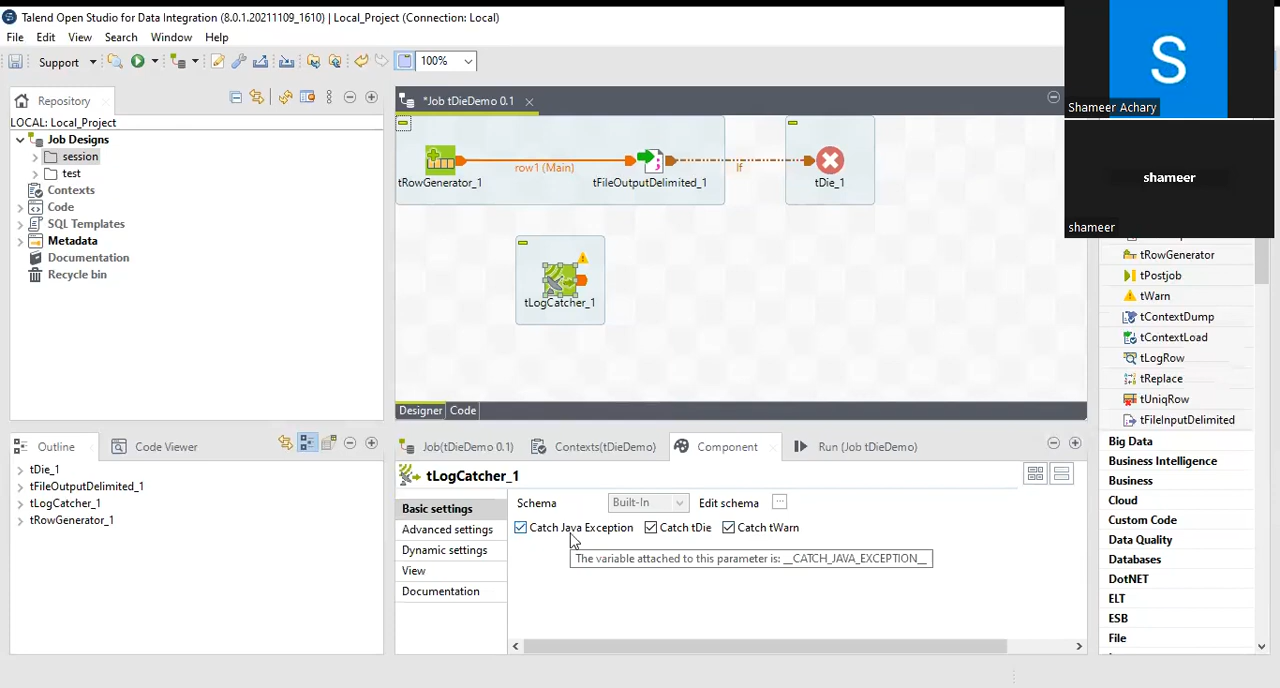 Talend Open Studio for Data Integration (8.0.1.20211109_1610) | Local_Project (Connection: Local)
File Edit View Search Window Help
Support 100%
Repository
LOCAL: Local_Project
Job Designs
session
test
Contexts
Code
SQL Templates
Metadata
Documentation
Recycle bin
*Job tDieDemo 0.1
tRowGenerator_1
row1 (Main)
tFileOutputDelimited_1
If
tDie_1
tLogCatcher_1
Designer Code
S
Shameer Achary
shameer
shameer
tRowGenerator
tPostjob
tWarn
tContextDump
tContextLoad
tLogRow
tReplace
tUniqRow
tFileInputDelimited
Big Data
Business Intelligence
Business
Cloud
Custom Code
Data Quality
Databases
DotNET
ELT
ESB
File
Outline Code Viewer
tDie_1
tFileOutputDelimited_1
tLogCatcher_1
tRowGenerator_1
Job(tDieDemo 0.1) Contexts(tDieDemo) Component Run (Job tDieDemo)
tLogCatcher_1
Basic settings
Advanced settings
Dynamic settings
View
Documentation
Schema Built-In Edit schema ...
Catch Java Exception Catch tDie Catch tWarn
The variable attached to this parameter is: __CATCH_JAVA_EXCEPTION__